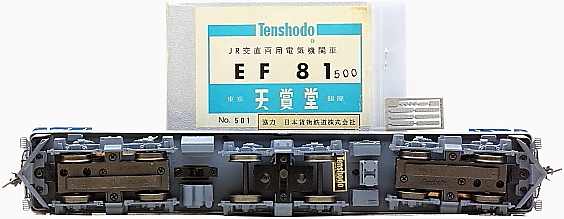 Tenshodo
JR交直両用電気機関車
EF 81 500
東京 天賞堂 銀座
No. 501 協力 日本貨物鉄道株式会社
Tenshodo